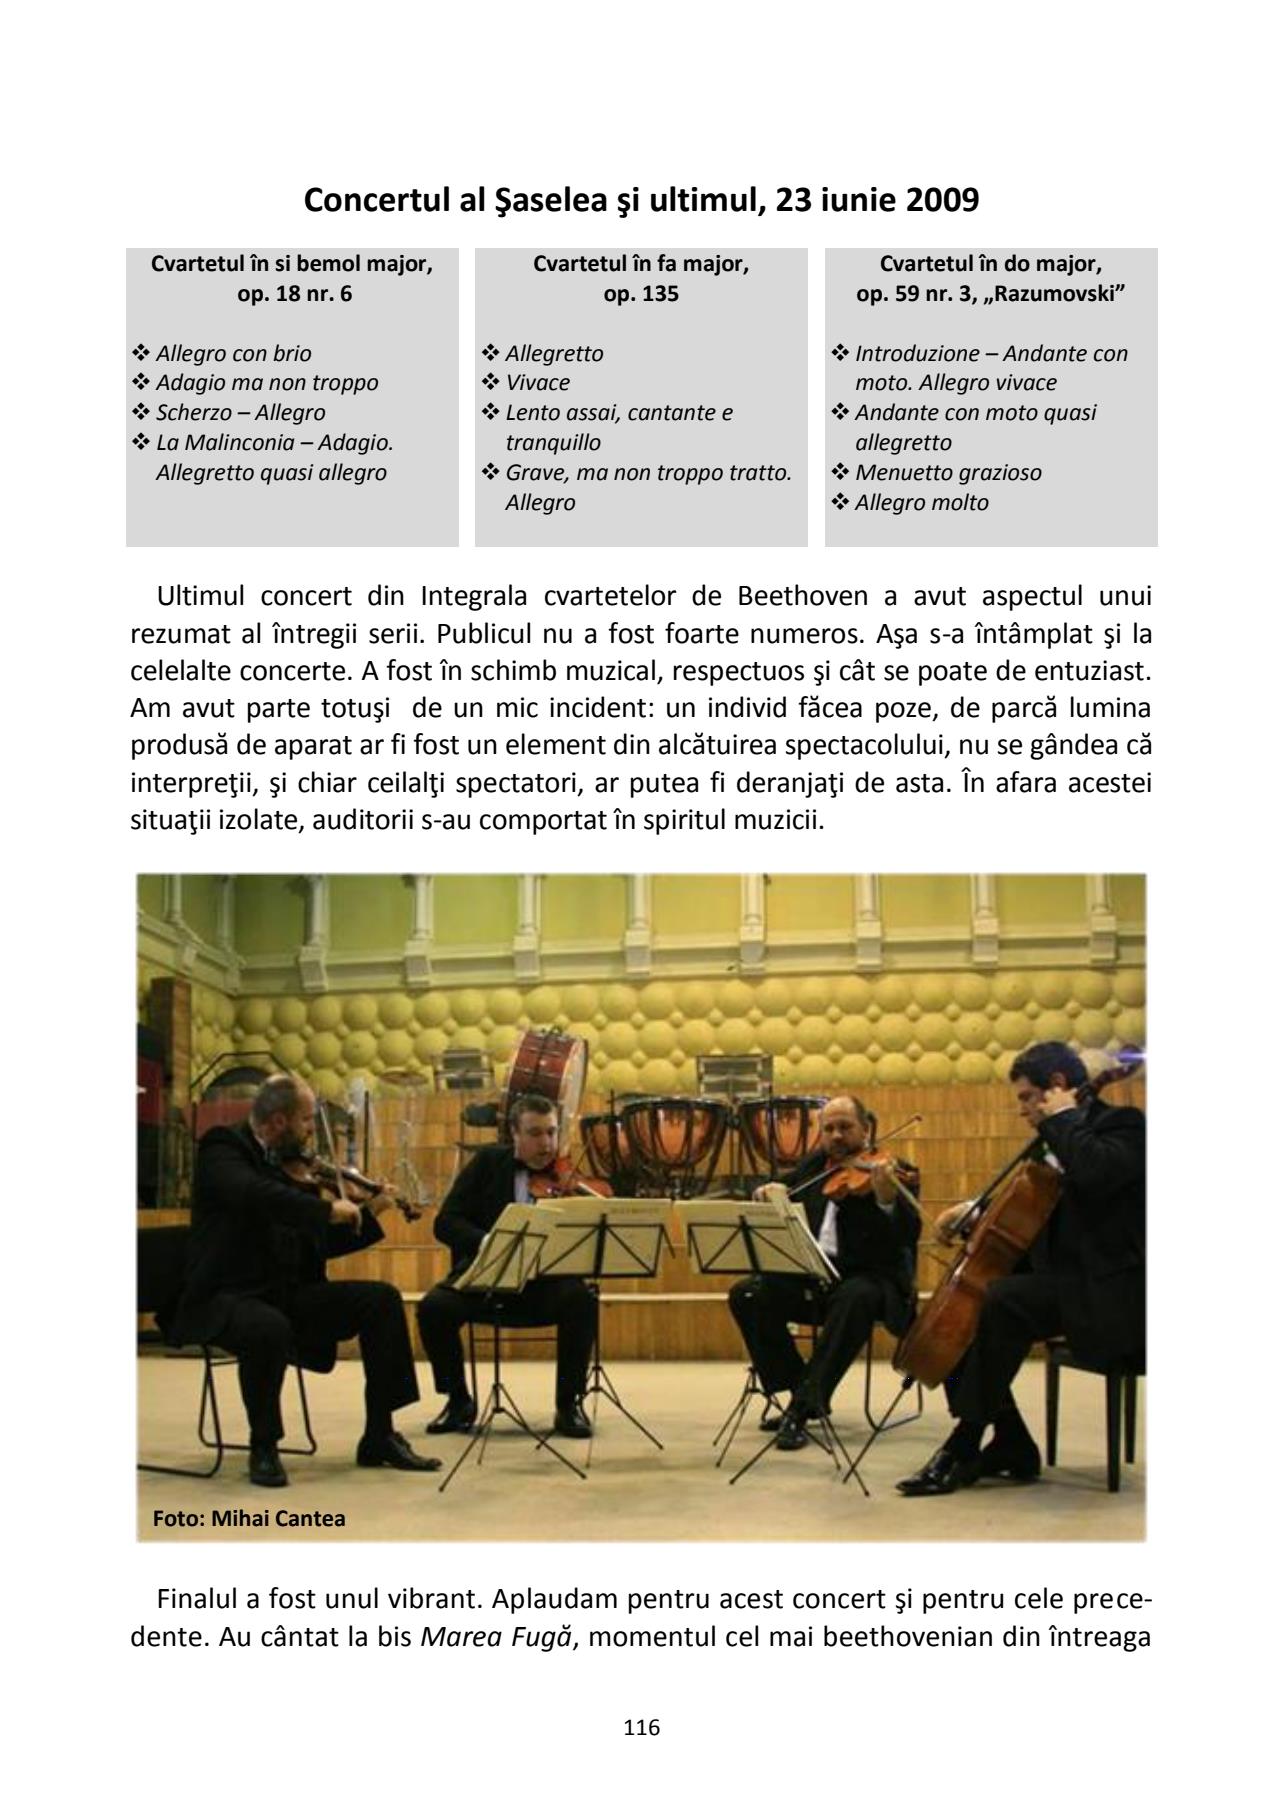 Concertul al Şaselea şi ultimul, 23 iunie 2009
Cvartetul în si bemol major,
op. 18 nr. 6
❖ Allegro con brio
❖ Adagio ma non troppo
❖ Scherzo – Allegro
❖ La Malinconia – Adagio.
Allegretto quasi allegro
Cvartetul în fa major,
op. 135
❖ Allegretto
❖ Vivace
❖ Lento assai, cantante e
tranquillo
❖ Grave, ma non troppo tratto.
Allegro
Cvartetul în do major,
op. 59 nr. 3, „Razumovski”
❖ Introduzione – Andante con
moto. Allegro vivace
❖ Andante con moto quasi
allegretto
❖ Menuetto grazioso
❖ Allegro molto
Ultimul concert din Integrala cvartetelor de Beethoven a avut aspectul unui
rezumat al întregii serii. Publicul nu a fost foarte numeros. Aşa s-a întâmplat şi la
celelalte concerte. A fost în schimb muzical, respectuos şi cât se poate de entuziast.
Am avut parte totuşi de un mic incident: un individ făcea poze, de parcă lumina
produsă de aparat ar fi fost un element din alcătuirea spectacolului, nu se gândea că
interpreţii, şi chiar ceilalţi spectatori, ar putea fi deranjaţi de asta. În afara acestei
situaţii izolate, auditorii s-au comportat în spiritul muzicii.
Foto: Mihai Cantea
Finalul a fost unul vibrant. Aplaudam pentru acest concert şi pentru cele prece-
dente. Au cântat la bis Marea Fugă, momentul cel mai beethovenian din întreaga
116